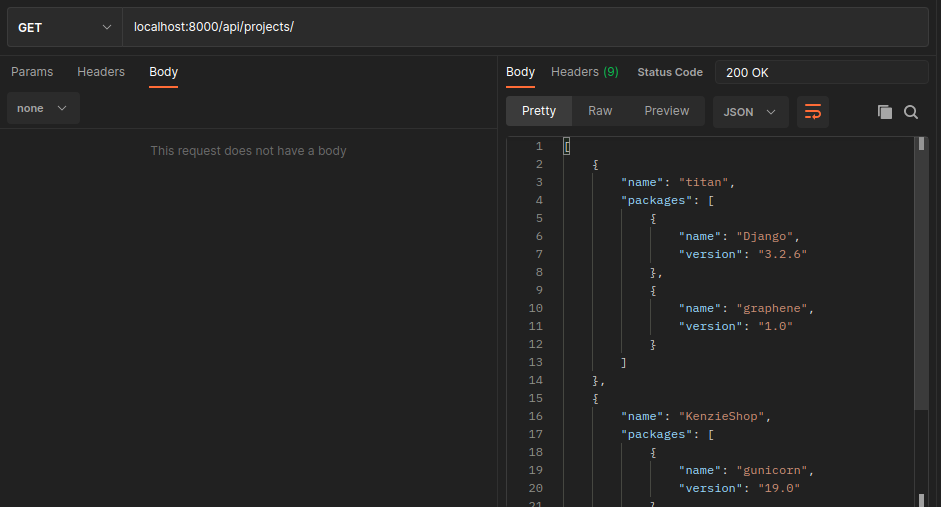 GET localhost:8000/api/projects/
Params Headers Body
none
This request does not have a body
Body Headers (9) Status Code 200 OK
Pretty Raw Preview JSON
1 [
2 {
3 "name": "titan",
4 "packages": [
5 {
6 "name": "Django",
7 "version": "3.2.6"
8 },
9 {
10 "name": "graphene",
11 "version": "1.0"
12 }
13 ]
14 },
15 {
16 "name": "KenzieShop",
17 "packages": [
18 {
19 "name": "gunicorn",
20 "version": "19.0"
21 }